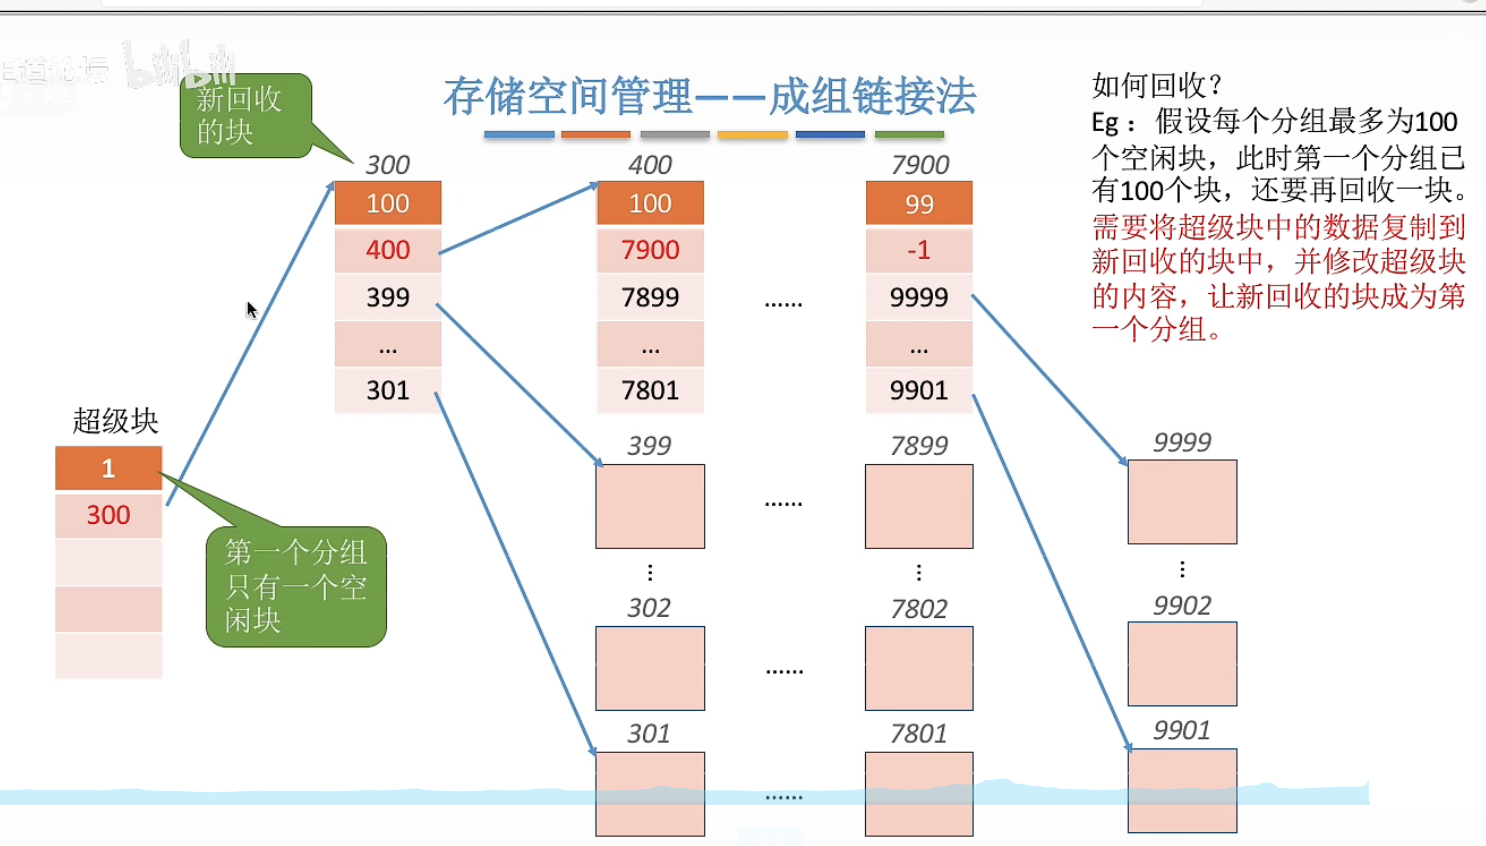 bilibili
存储空间管理——成组链接法
如何回收？
Eg： 假设每个分组最多为100
个空闲块，此时第一个分组已
有100个块，还要再回收一块。
需要将超级块中的数据复制到
新回收的块中，并修改超级块
的内容，让新回收的块成为第
一个分组。
新回收
的块
300
100
400
399
...
301
400
100
7900
7899
...
7801
......
7900
99
-1
9999
...
9901
超级块
1
300
第一个分组
只有一个空
闲块
399
⋮
302
301
......
......
......
7899
⋮
7802
7801
9999
⋮
9902
9901